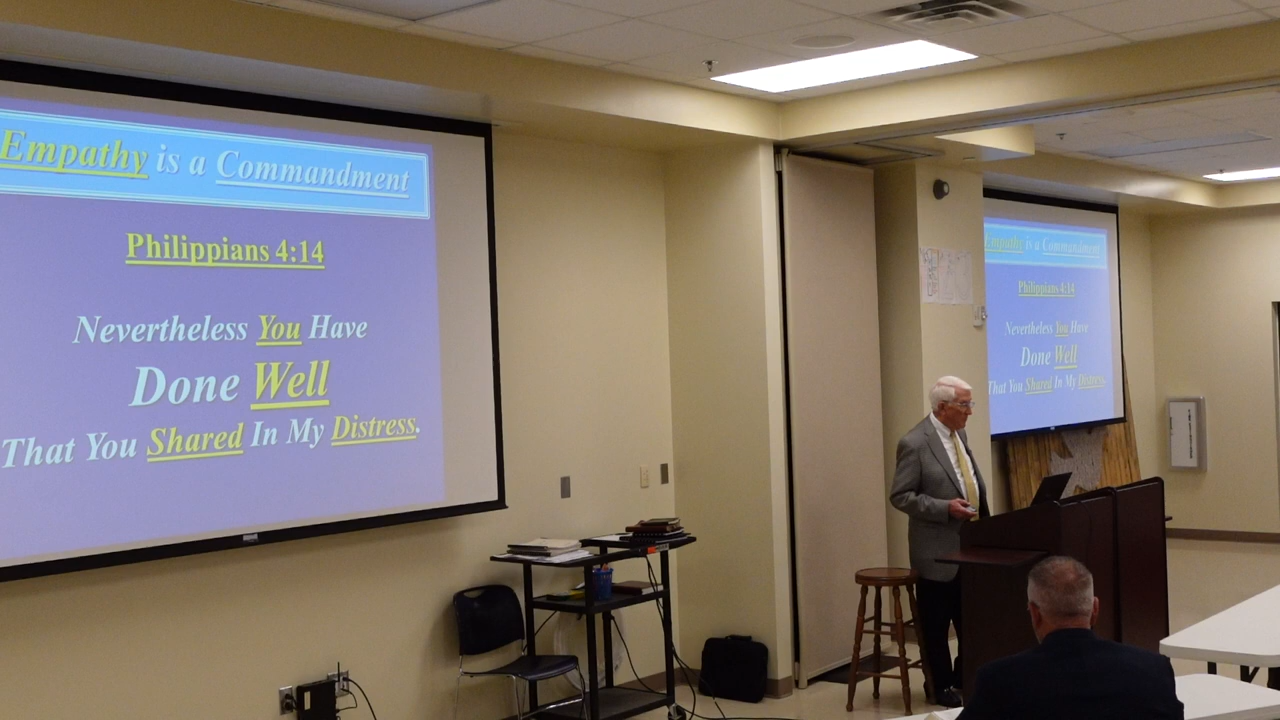 Empathy is a Commandment
Philippians 4:14
Nevertheless You Have
Done Well
That You Shared In My Distress.
Empathy is a Commandment
Philippians 4:14
Nevertheless You Have
Done Well
That You Shared In My Distress.